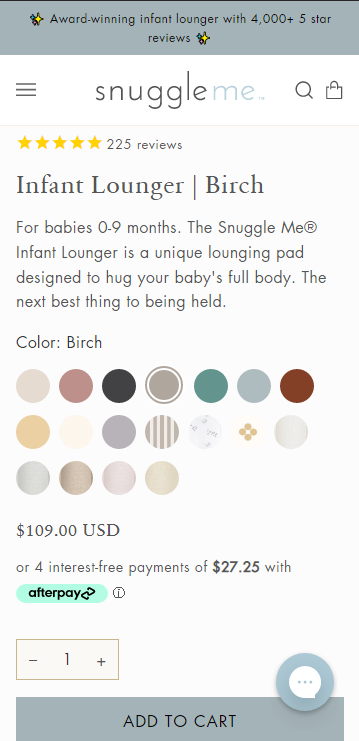 ✨ Award-winning infant lounger with 4,000+ 5 star
reviews ✨
snuggleme™
225 reviews
Infant Lounger | Birch
For babies 0-9 months. The Snuggle Me®
Infant Lounger is a unique lounging pad
designed to hug your baby's full body. The
next best thing to being held.
Color: Birch
$109.00 USD
or 4 interest-free payments of $27.25 with
afterpay ⓘ
− 1 +
ADD TO CART